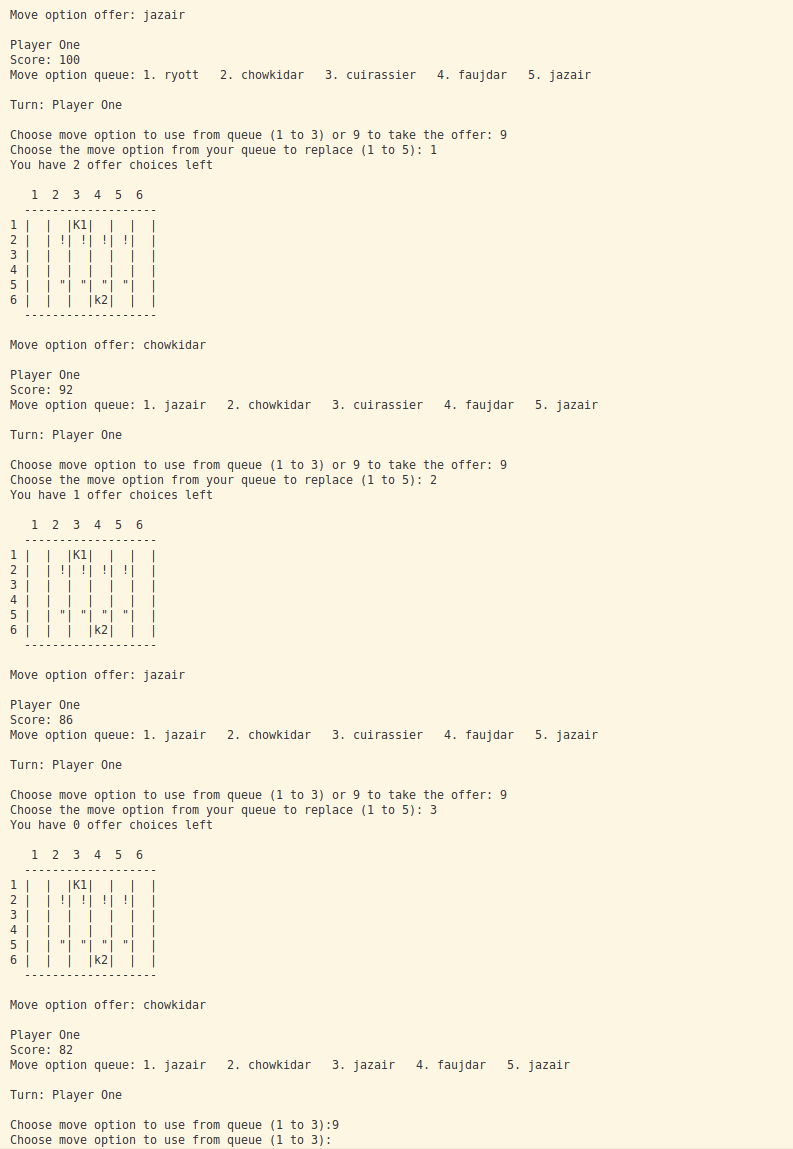 Move option offer: jazair
Player One
Score: 100
Move option queue: 1. ryott   2. chowkidar   3. cuirassier   4. faujdar   5. jazair
Turn: Player One
Choose move option to use from queue (1 to 3) or 9 to take the offer: 9
Choose the move option from your queue to replace (1 to 5): 1
You have 2 offer choices left
   1  2  3  4  5  6
  -------------------
1 |  |  |K1|  |  |  |
2 |  | !| !| !| !|  |
3 |  |  |  |  |  |  |
4 |  |  |  |  |  |  |
5 |  | "| "| "| "|  |
6 |  |  |  |k2|  |  |
  -------------------
Move option offer: chowkidar
Player One
Score: 92
Move option queue: 1. jazair   2. chowkidar   3. cuirassier   4. faujdar   5. jazair
Turn: Player One
Choose move option to use from queue (1 to 3) or 9 to take the offer: 9
Choose the move option from your queue to replace (1 to 5): 2
You have 1 offer choices left
   1  2  3  4  5  6
  -------------------
1 |  |  |K1|  |  |  |
2 |  | !| !| !| !|  |
3 |  |  |  |  |  |  |
4 |  |  |  |  |  |  |
5 |  | "| "| "| "|  |
6 |  |  |  |k2|  |  |
  -------------------
Move option offer: jazair
Player One
Score: 86
Move option queue: 1. jazair   2. chowkidar   3. cuirassier   4. faujdar   5. jazair
Turn: Player One
Choose move option to use from queue (1 to 3) or 9 to take the offer: 9
Choose the move option from your queue to replace (1 to 5): 3
You have 0 offer choices left
   1  2  3  4  5  6
  -------------------
1 |  |  |K1|  |  |  |
2 |  | !| !| !| !|  |
3 |  |  |  |  |  |  |
4 |  |  |  |  |  |  |
5 |  | "| "| "| "|  |
6 |  |  |  |k2|  |  |
  -------------------
Move option offer: chowkidar
Player One
Score: 82
Move option queue: 1. jazair   2. chowkidar   3. jazair   4. faujdar   5. jazair
Turn: Player One
Choose move option to use from queue (1 to 3):9
Choose move option to use from queue (1 to 3):